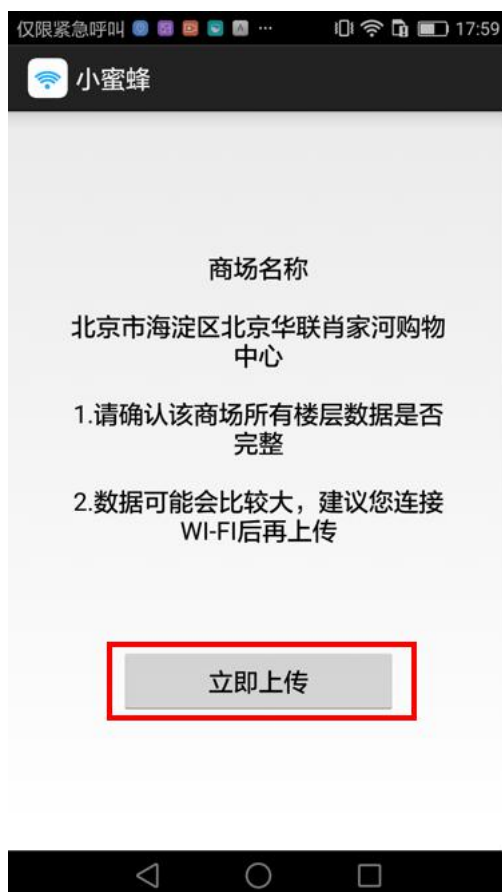 仅限紧急呼叫 ... 17:59
小蜜蜂
商场名称
北京市海淀区北京华联肖家河购物
中心
1.请确认该商场所有楼层数据是否
完整
2.数据可能会比较大，建议您连接
WI-FI后再上传
立即上传